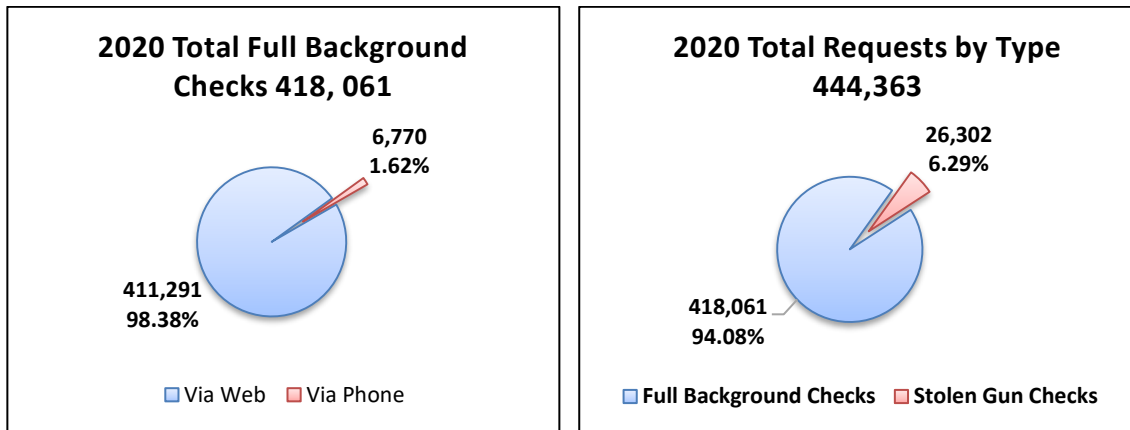 2020 Total Full Background
Checks 418, 061
6,770
1.62%
411,291
98.38%
Via Web Via Phone
2020 Total Requests by Type
444,363
26,302
6.29%
418,061
94.08%
Full Background Checks Stolen Gun Checks